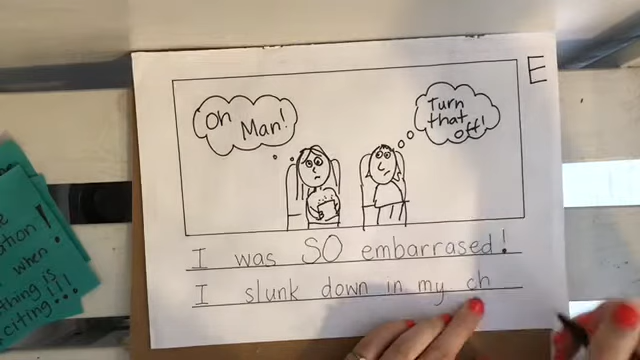 E
Oh
Man!
Turn
that
off!
I was SO embarrased!
I slunk down in my ch
!
when
thing is
citing...!!!